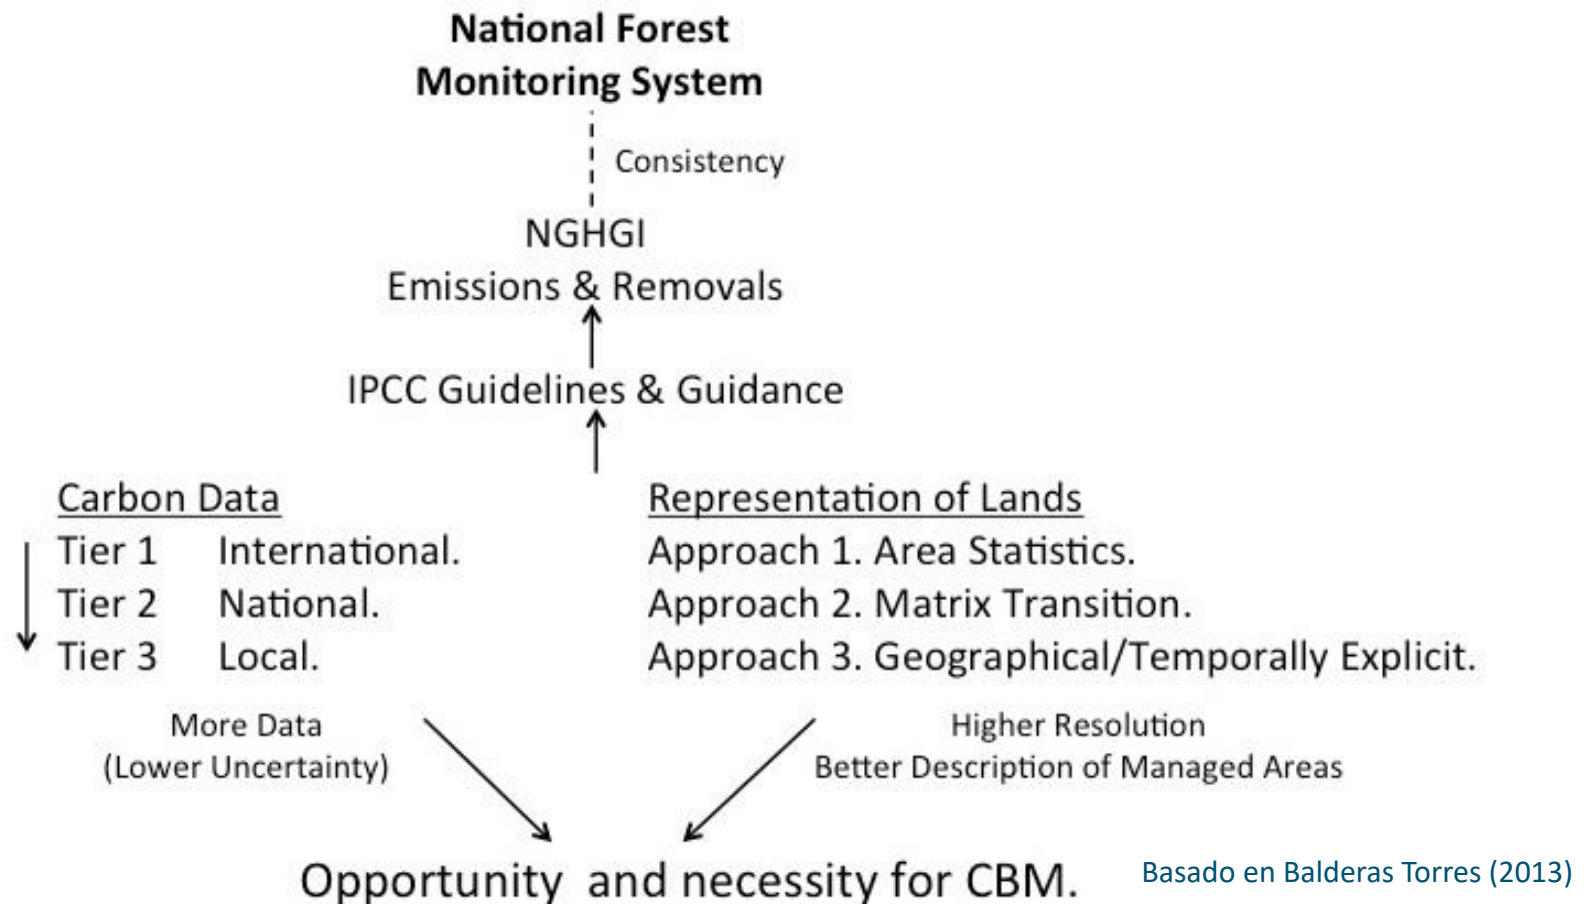 National Forest
Monitoring System
Consistency
NGHGI
Emissions & Removals
IPCC Guidelines & Guidance
Carbon Data
Tier 1 International.
Tier 2 National.
Tier 3 Local.
More Data
(Lower Uncertainty)
Representation of Lands
Approach 1. Area Statistics.
Approach 2. Matrix Transition.
Approach 3. Geographical/Temporally Explicit.
Higher Resolution
Better Description of Managed Areas
Opportunity and necessity for CBM.
Basado en Balderas Torres (2013)